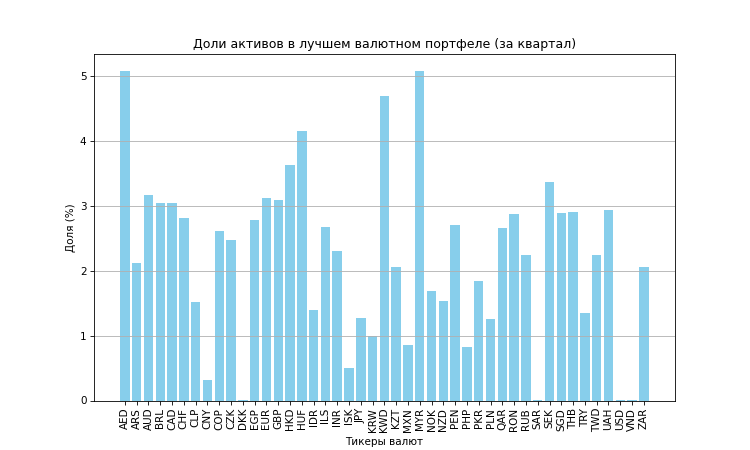 Доли активов в лучшем валютном портфеле (за квартал)
Доля (%)
5
4
3
2
1
0
AED ARS AUD BRL CAD CHF CLP CNY COP CZK DKK EGP EUR GBP HKD HUF IDR ILS INR ISK JPY KRW KWD KZT MXN MYR NOK NZD PEN PHP PKR PLN QAR RON RUB SAR SEK SGD THB TRY TWD UAH USD VND ZAR
Тикеры валют